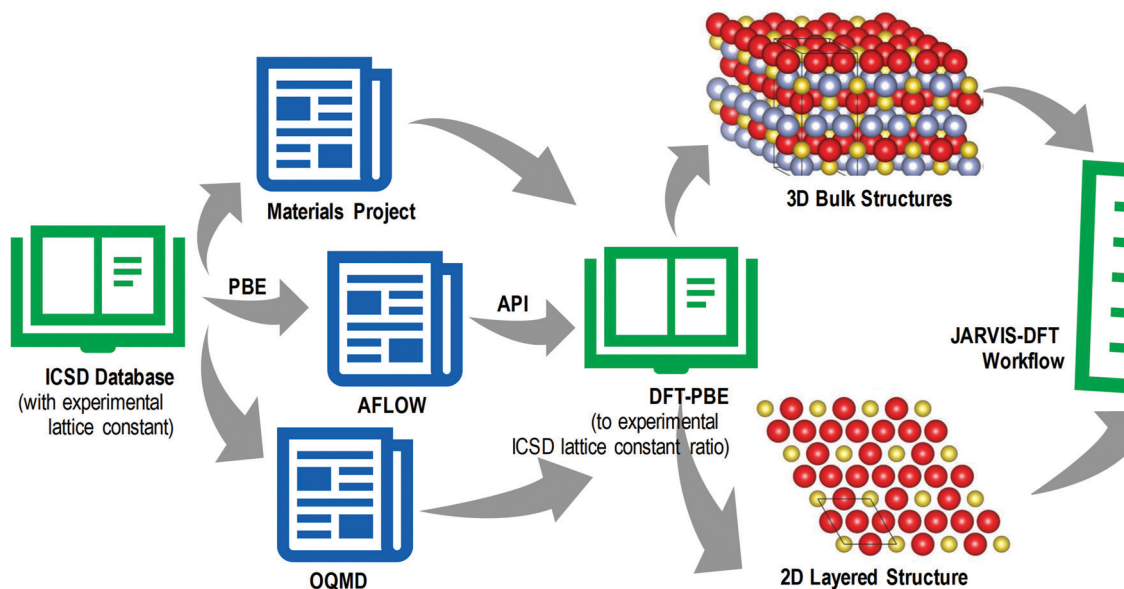 Materials Project
3D Bulk Structures
PBE
API
ICSD Database
(with experimental
lattice constant)
AFLOW
DFT-PBE
(to experimental
ICSD lattice constant ratio)
JARVIS-DFT
Workflow
OQMD
2D Layered Structure